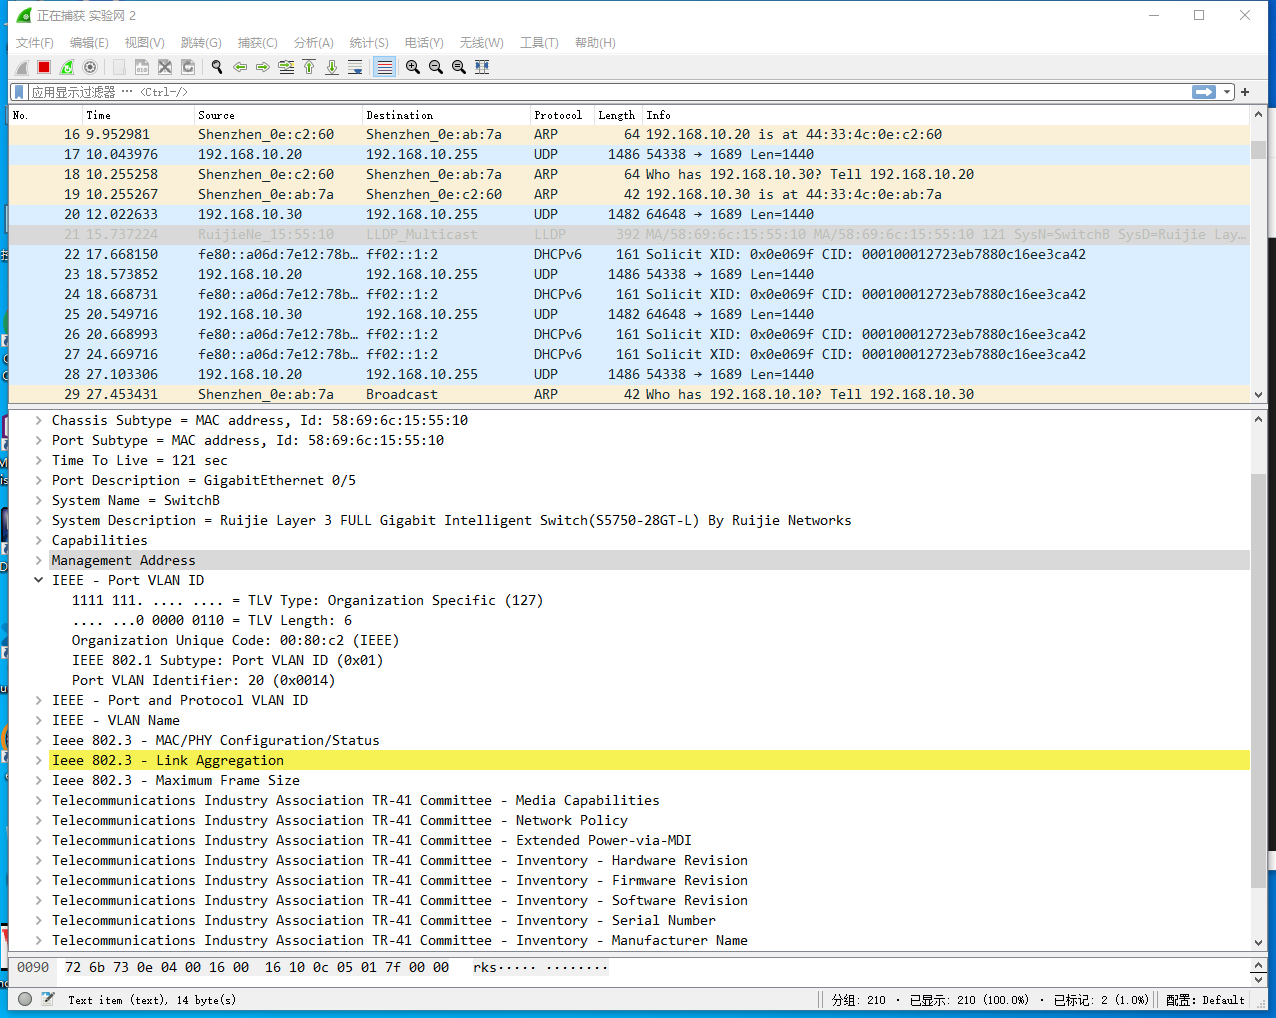 正在捕获 实验网 2
文件(F) 编辑(E) 视图(V) 跳转(G) 捕获(C) 分析(A) 统计(S) 电话(Y) 无线(W) 工具(T) 帮助(H)
应用显示过滤器 … <Ctrl-/>
No. Time Source Destination Protocol Length Info
16 9.952981 Shenzhen_0e:c2:60 Shenzhen_0e:ab:7a ARP 64 192.168.10.20 is at 44:33:4c:0e:c2:60
17 10.043976 192.168.10.20 192.168.10.255 UDP 1486 54338 → 1689 Len=1440
18 10.255258 Shenzhen_0e:c2:60 Shenzhen_0e:ab:7a ARP 64 Who has 192.168.10.30? Tell 192.168.10.20
19 10.255267 Shenzhen_0e:ab:7a Shenzhen_0e:c2:60 ARP 42 192.168.10.30 is at 44:33:4c:0e:ab:7a
20 12.022633 192.168.10.30 192.168.10.255 UDP 1482 64648 → 1689 Len=1440
21 15.737224 RuijieNe_15:55:10 LLDP_Multicast LLDP 392 MA/58:69:6c:15:55:10 MA/58:69:6c:15:55:10 121 SysN=SwitchB SysD=Ruijie Lay…
22 17.668150 fe80::a06d:7e12:78b… ff02::1:2 DHCPv6 161 Solicit XID: 0x0e069f CID: 000100012723eb7880c16ee3ca42
23 18.573852 192.168.10.20 192.168.10.255 UDP 1486 54338 → 1689 Len=1440
24 18.668731 fe80::a06d:7e12:78b… ff02::1:2 DHCPv6 161 Solicit XID: 0x0e069f CID: 000100012723eb7880c16ee3ca42
25 20.549716 192.168.10.30 192.168.10.255 UDP 1482 64648 → 1689 Len=1440
26 20.668993 fe80::a06d:7e12:78b… ff02::1:2 DHCPv6 161 Solicit XID: 0x0e069f CID: 000100012723eb7880c16ee3ca42
27 24.669716 fe80::a06d:7e12:78b… ff02::1:2 DHCPv6 161 Solicit XID: 0x0e069f CID: 000100012723eb7880c16ee3ca42
28 27.103306 192.168.10.20 192.168.10.255 UDP 1486 54338 → 1689 Len=1440
29 27.453431 Shenzhen_0e:ab:7a Broadcast ARP 42 Who has 192.168.10.10? Tell 192.168.10.30
Chassis Subtype = MAC address, Id: 58:69:6c:15:55:10
Port Subtype = MAC address, Id: 58:69:6c:15:55:10
Time To Live = 121 sec
Port Description = GigabitEthernet 0/5
System Name = SwitchB
System Description = Ruijie Layer 3 FULL Gigabit Intelligent Switch(S5750-28GT-L) By Ruijie Networks
Capabilities
Management Address
IEEE - Port VLAN ID
1111 111. .... .... = TLV Type: Organization Specific (127)
.... ...0 0000 0110 = TLV Length: 6
Organization Unique Code: 00:80:c2 (IEEE)
IEEE 802.1 Subtype: Port VLAN ID (0x01)
Port VLAN Identifier: 20 (0x0014)
IEEE - Port and Protocol VLAN ID
IEEE - VLAN Name
Ieee 802.3 - MAC/PHY Configuration/Status
Ieee 802.3 - Link Aggregation
Ieee 802.3 - Maximum Frame Size
Telecommunications Industry Association TR-41 Committee - Media Capabilities
Telecommunications Industry Association TR-41 Committee - Network Policy
Telecommunications Industry Association TR-41 Committee - Extended Power-via-MDI
Telecommunications Industry Association TR-41 Committee - Inventory - Hardware Revision
Telecommunications Industry Association TR-41 Committee - Inventory - Firmware Revision
Telecommunications Industry Association TR-41 Committee - Inventory - Software Revision
Telecommunications Industry Association TR-41 Committee - Inventory - Serial Number
Telecommunications Industry Association TR-41 Committee - Inventory - Manufacturer Name
0090 72 6b 73 0e 04 00 16 00 16 10 0c 05 01 7f 00 00 rks····· ········
Text item (text), 14 byte(s) 分组: 210 · 已显示: 210 (100.0%) · 已标记: 2 (1.0%) 配置: Default